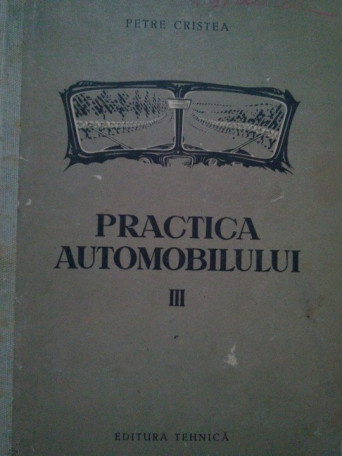 PETRE CRISTEA
PRACTICA
AUTOMOBILULUI
III
EDITURA TEHNICĂ